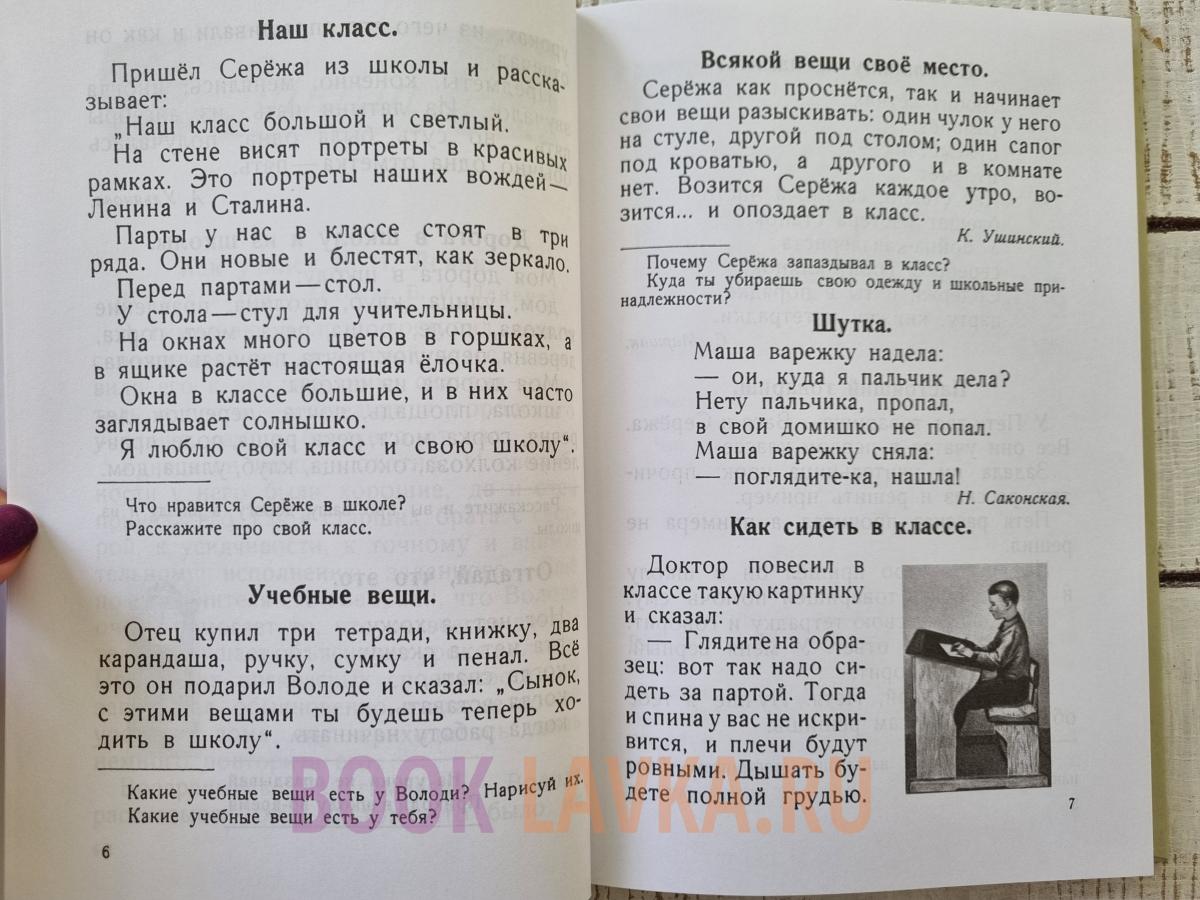 Наш класс.
Пришёл Серёжа из школы и расска-
зывает:
„Наш класс большой и светлый.
На стене висят портреты в красивых
рамках. Это портреты наших вождей—
Ленина и Сталина.
Парты у нас в классе стоят в три
ряда. Они новые и блестят, как зеркало.
Перед партами — стол.
У стола — стул для учительницы.
На окнах много цветов в горшках, а
в ящике растёт настоящая ёлочка.
Окна в классе большие, и в них часто
заглядывает солнышко.
Я люблю свой класс и свою школу“.
Что нравится Серёже в школе?
Расскажите про свой класс.
Учебные вещи.
Отец купил три тетради, книжку, два
карандаша, ручку, сумку и пенал. Всё
это он подарил Володе и сказал: „Сынок,
с этими вещами ты будешь теперь хо-
дить в школу“.
Какие учебные вещи есть у Володи? Нарисуй их.
Какие учебные вещи есть у тебя?
6
Всякой вещи своё место.
Серёжа как проснётся, так и начинает
свои вещи разыскивать: один чулок у него
на стуле, другой под столом; один сапог
под кроватью, а другого и в комнате
нет. Возится Серёжа каждое утро, во-
зится... и опоздает в класс.
К. Ушинский.
Почему Серёжа запаздывал в класс?
Куда ты убираешь свою одежду и школьные при-
надлежности?
Шутка.
Маша варежку надела:
— ои, куда я пальчик дела?
Нету пальчика, пропал,
в свой домишко не попал.
Маша варежку сняла:
— поглядите-ка, нашла!
Н. Саконская.
Как сидеть в классе.
Доктор повесил в
классе такую картинку
и сказал:
— Глядите на обра-
зец: вот так надо си-
деть за партой. Тогда
и спина у вас не искри-
вится, и плечи будут
ровными. Дышать бу-
дете полной грудью.
7
BOOK-LAVKA.RU